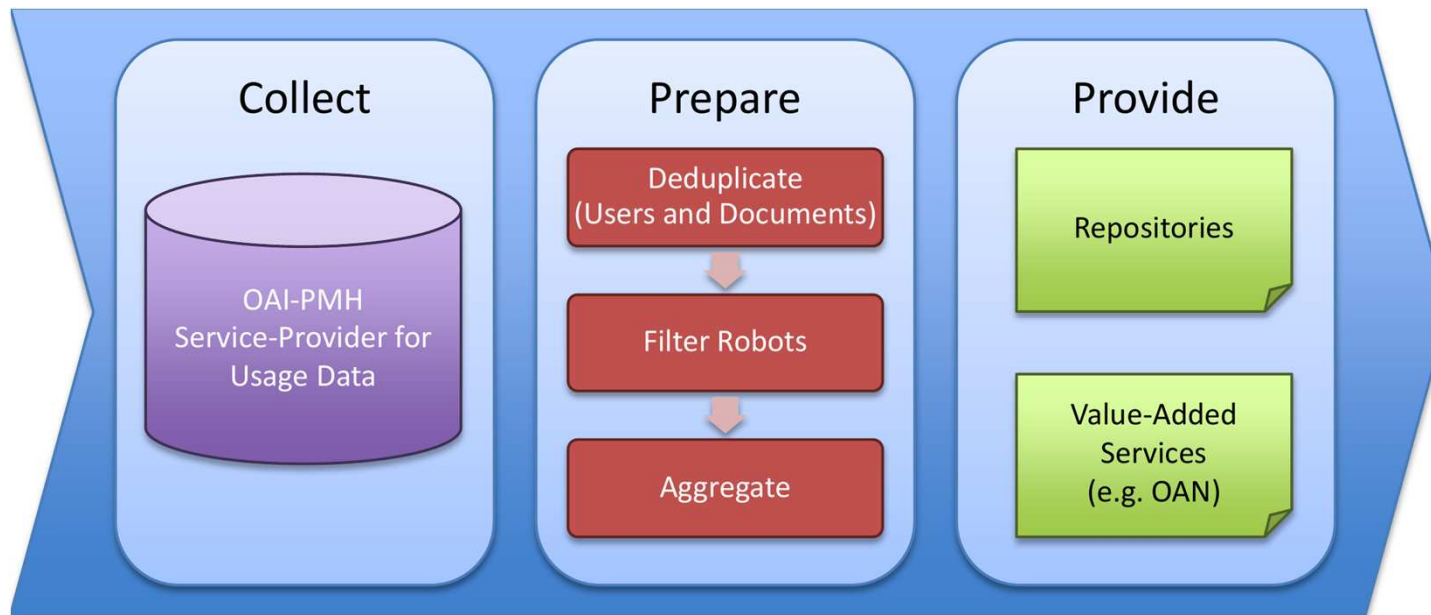 Collect
OAI-PMH
Service-Provider for
Usage Data
Prepare
Deduplicate
(Users and Documents)
Filter Robots
Aggregate
Provide
Repositories
Value-Added
Services
(e.g. OAN)